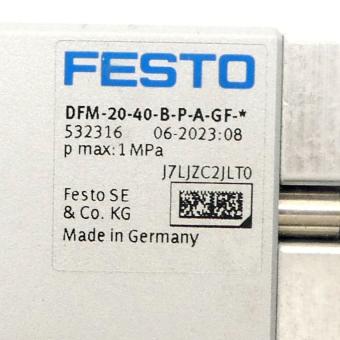 FESTO
DFM-20-40-B-P-A-GF-*
532316 06-2023:08
p max: 1 MPa
J7LJZC2JLT0
Festo SE
& Co. KG
Made in Germany